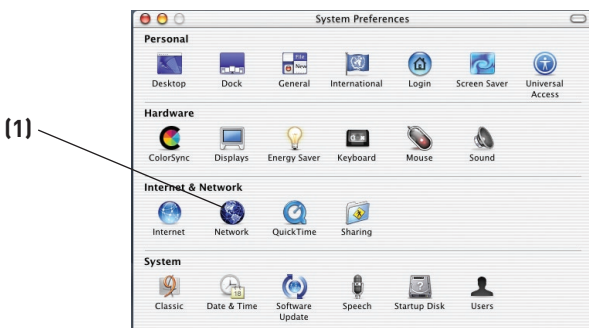 System Preferences
Personal
Desktop Dock General International Login Screen Saver Universal Access
Hardware
(1)
ColorSync Displays Energy Saver Keyboard Mouse Sound
Internet & Network
Internet Network QuickTime Sharing
System
Classic Date & Time Software Update Speech Startup Disk Users